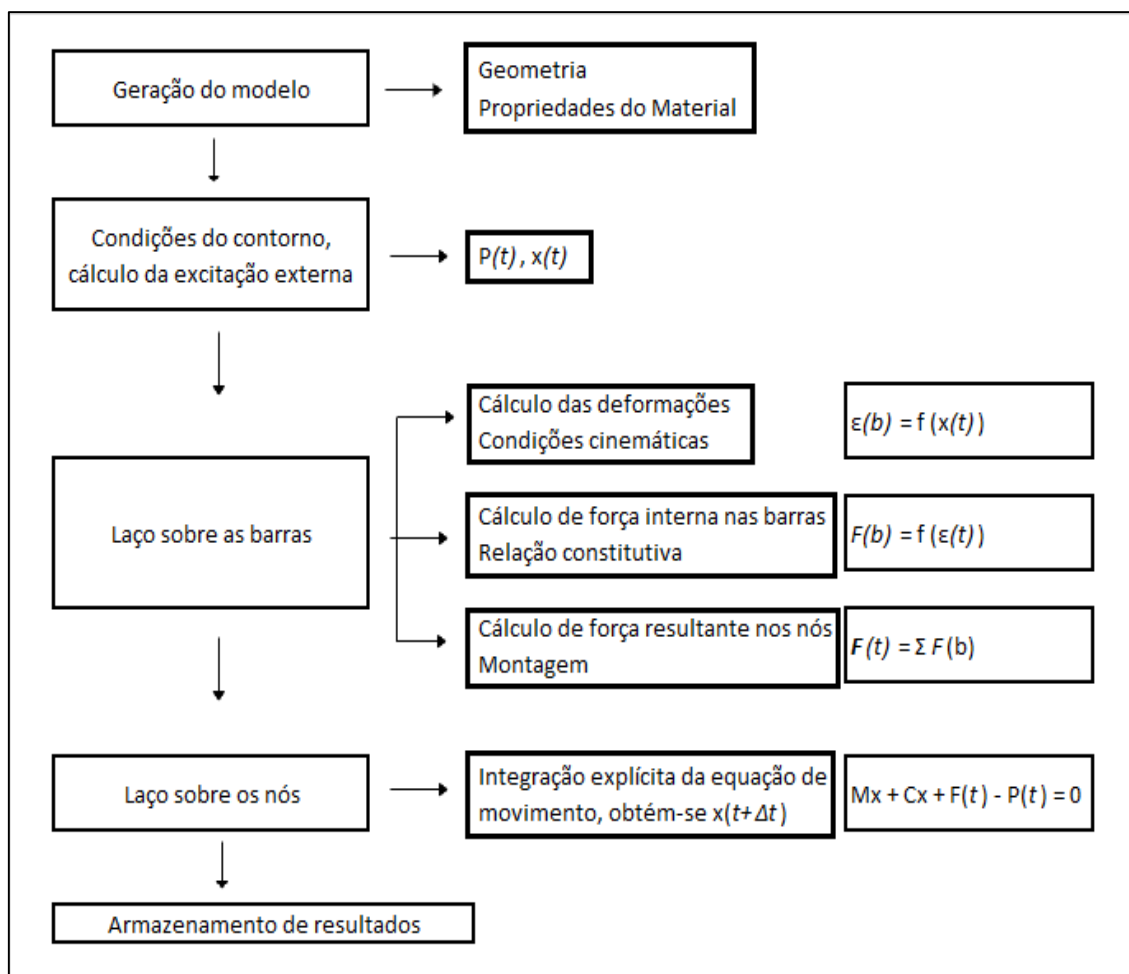 Geração do modelo
Geometria
Propriedades do Material
Condições do contorno,
cálculo da excitação externa
P(t) , x(t)
Laço sobre as barras
Cálculo das deformações
Condições cinemáticas
ε(b) = f (x(t) )
Cálculo de força interna nas barras
Relação constitutiva
F(b) = f (ε(t) )
Cálculo de força resultante nos nós
Montagem
F(t) = Σ F(b)
Laço sobre os nós
Integração explícita da equação de
movimento, obtém-se x(t+Δt )
Mx + Cx + F(t) - P(t ) = 0
Armazenamento de resultados